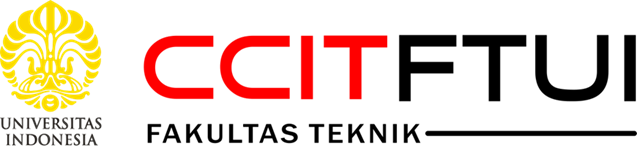 UNIVERSITAS
INDONESIA
CCITFTUI
FAKULTAS TEKNIK